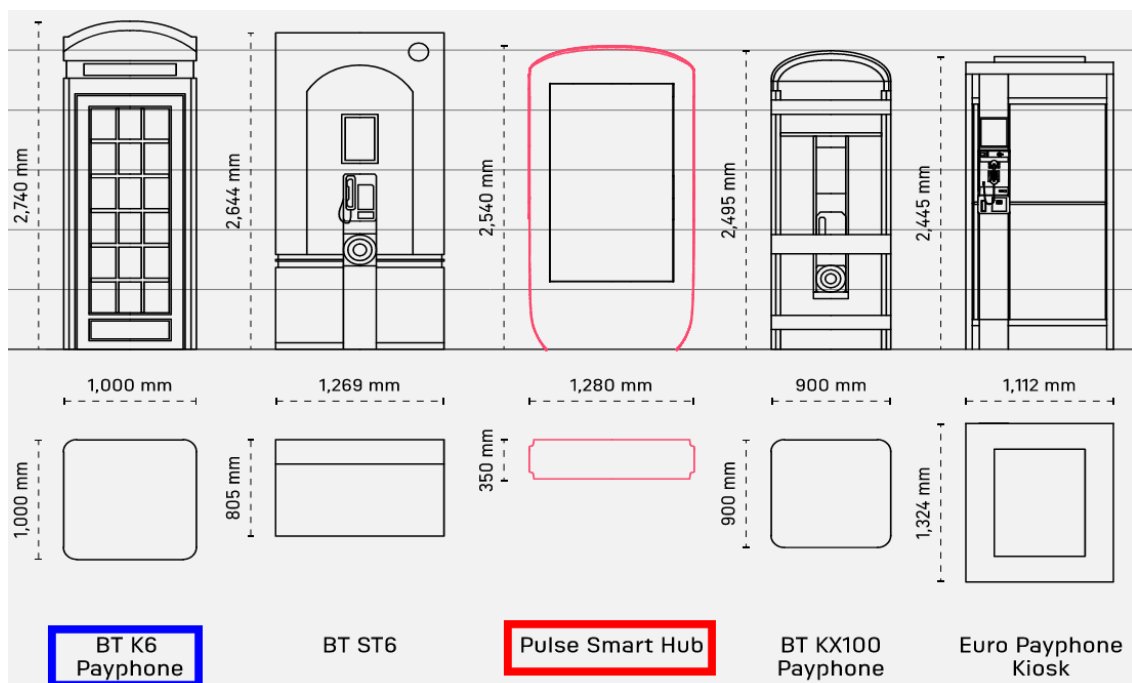 2,740 mm
2,644 mm
2,540 mm
2,495 mm
2,445 mm
1,000 mm
1,269 mm
1,280 mm
900 mm
1,112 mm
1,000 mm
805 mm
350 mm
900 mm
1,324 mm
BT K6
Payphone
BT ST6
Pulse Smart Hub
BT KX100
Payphone
Euro Payphone
Kiosk